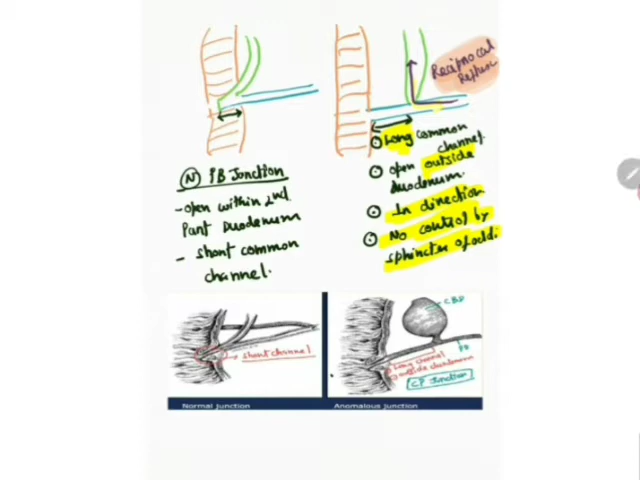 Reciprocal
Reflux
Long common
channel.
open outside
duodenum.
In direction
No control by
sphincter of oddi.
(N) PB Junction
- open within 2nd
Part Duodenum
- short common
channel.
short channel
Normal Junction
CBD
PD
Long channel
outside duodenum
CP Junction
Anomalous Junction